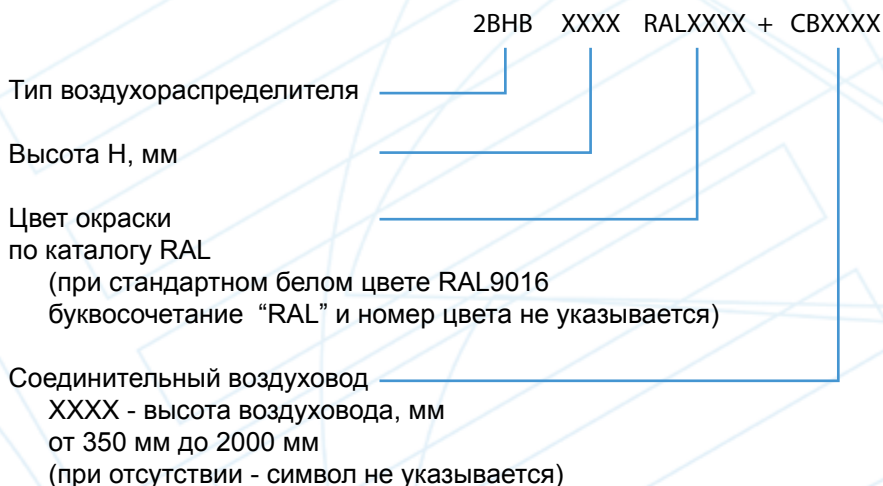 2ВНВ XXXX RALXXXX + СВXXXX
Тип воздухораспределителя
Высота Н, мм
Цвет окраски
по каталогу RAL
(при стандартном белом цвете RAL9016
буквосочетание “RAL” и номер цвета не указывается)
Соединительный воздуховод
ХХХХ - высота воздуховода, мм
от 350 мм до 2000 мм
(при отсутствии - символ не указывается)